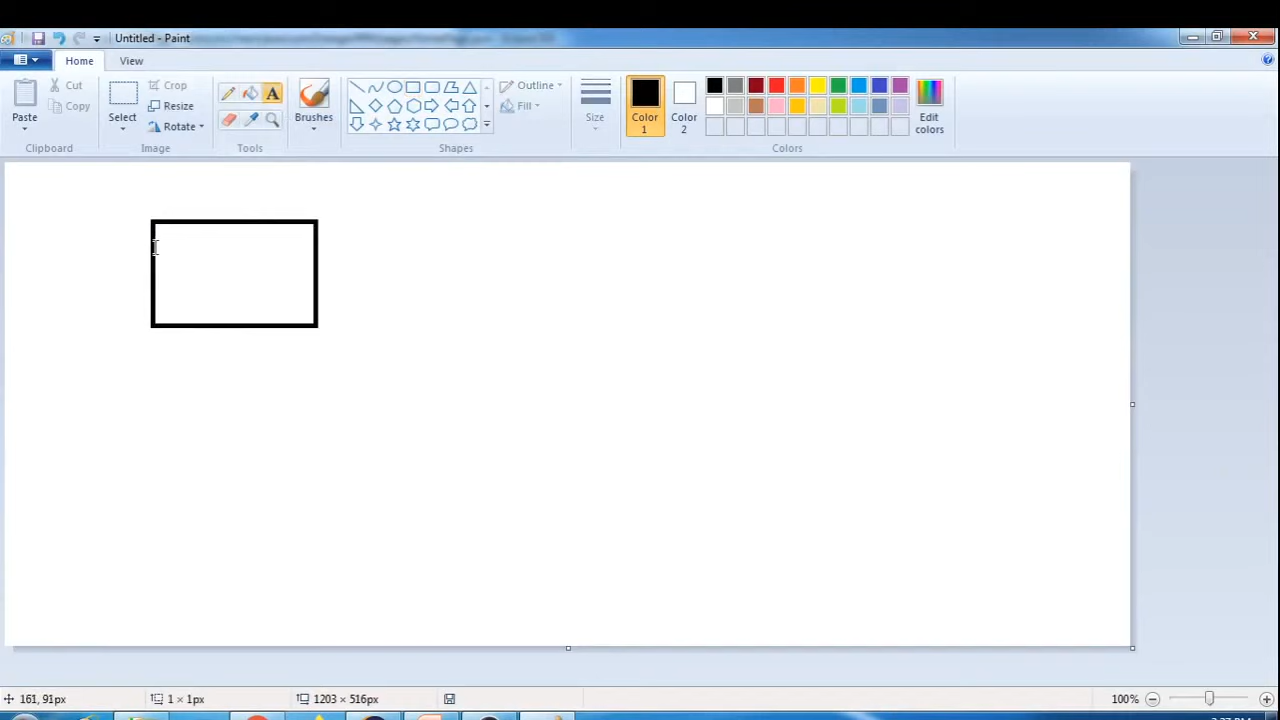 Untitled - Paint
Home
View
Paste
Cut
Copy
Clipboard
Select
Crop
Resize
Rotate
Image
A
Tools
Brushes
Outline
Fill
Shapes
Size
Color 1
Color 2
Edit colors
Colors
161, 91px
1 × 1px
1203 × 516px
100%